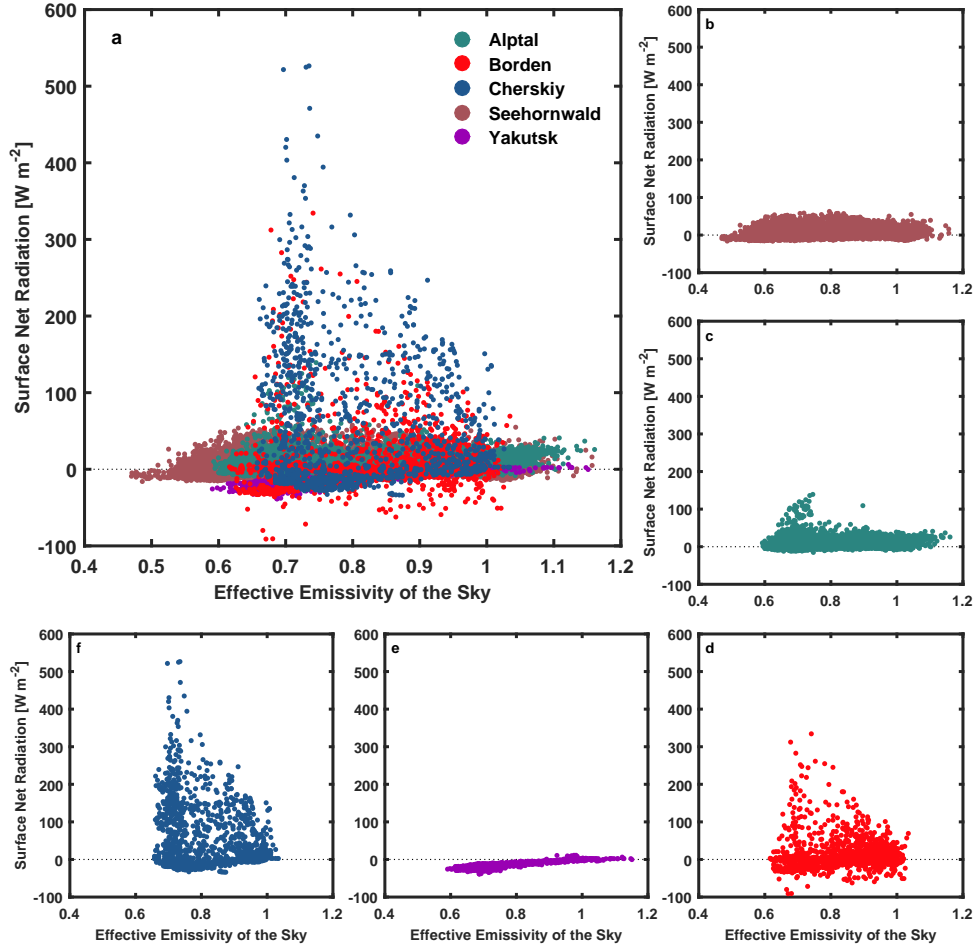 a
Alptal
Borden
Cherskiy
Seehornwald
Yakutsk
600
500
400
300
200
100
0
-100
Surface Net Radiation [W m-2]
0.4 0.5 0.6 0.7 0.8 0.9 1 1.1 1.2
Effective Emissivity of the Sky
b
600
500
400
300
200
100
0
-100
Surface Net Radiation [W m-2]
0.4 0.6 0.8 1 1.2
c
600
500
400
300
200
100
0
-100
Surface Net Radiation [W m-2]
0.4 0.6 0.8 1 1.2
f
600
500
400
300
200
100
0
-100
Surface Net Radiation [W m-2]
0.4 0.6 0.8 1 1.2
Effective Emissivity of the Sky
e
600
500
400
300
200
100
0
-100
0.4 0.6 0.8 1 1.2
Effective Emissivity of the Sky
d
600
500
400
300
200
100
0
-100
0.4 0.6 0.8 1 1.2
Effective Emissivity of the Sky